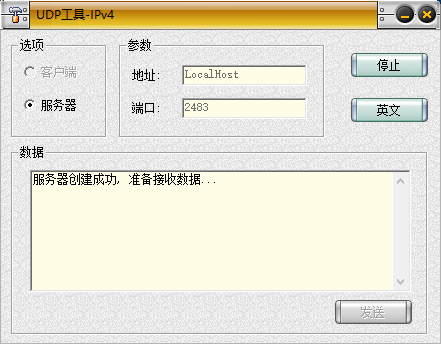 UDP工具-IPv4
选项
客户端
服务器
参数
地址:
LocalHost
端口:
2483
停止
英文
数据
服务器创建成功, 准备接收数据...
发送